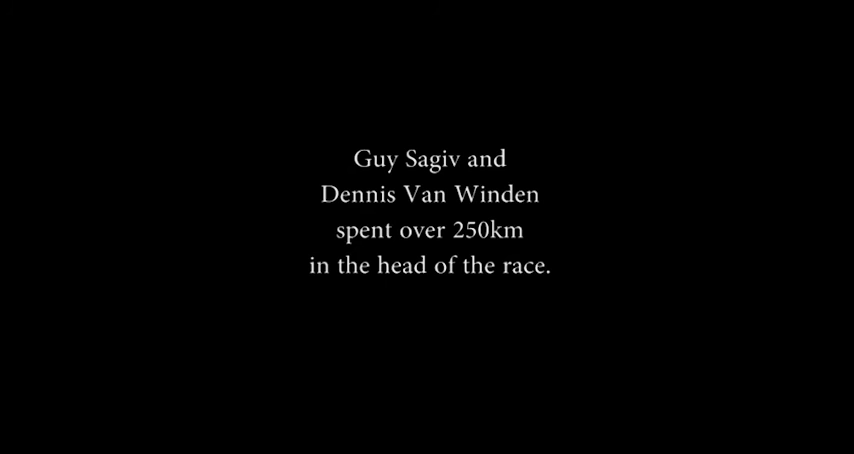 Guy Sagiv and
Dennis Van Winden
spent over 250km
in the head of the race.